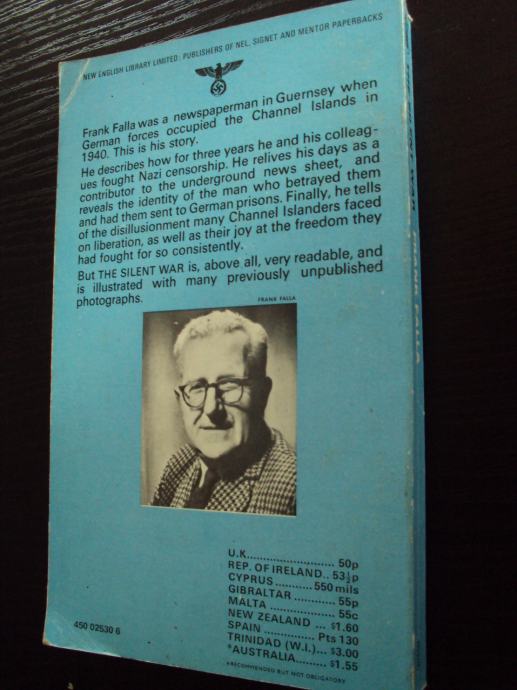 NEW ENGLISH LIBRARY LIMITED: PUBLISHERS OF NEL, SIGNET AND MENTOR PAPERBACKS
Frank Falla was a newspaperman in Guernsey when
German forces occupied the Channel Islands in
1940. This is his story.
He describes how for three years he and his colleag-
ues fought Nazi censorship. He relives his days as a
contributor to the underground news sheet, and
reveals the identity of the man who betrayed them
and had them sent to German prisons. Finally, he tells
of the disillusionment many Channel Islanders faced
on liberation, as well as their joy at the freedom they
had fought for so consistently.
But THE SILENT WAR is, above all, very readable, and
is illustrated with many previously unpublished
photographs.
FRANK FALLA
U.K. .......................... 50p
REP. OF IRELAND.. 53½p
CYPRUS ........... 550 mils
GIBRALTAR ............ 55p
MALTA ................... 55c
NEW ZEALAND ... $1.60
SPAIN .............. Pts 130
TRINIDAD (W.I.)... $3.00
*AUSTRALIA......... $1.55
*RECOMMENDED BUT NOT OBLIGATORY
450 02530 6
THE SILENT WAR FRANK FALLA